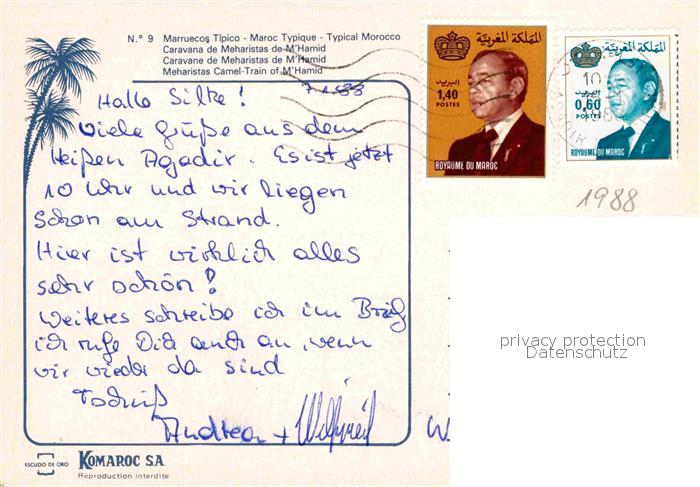 N.º 9 Marruecos Típico - Maroc Typique - Typical Morocco
Caravana de Meharistas de M'Hamid
Caravane de Meharistes de M'Hamid
Meharistas Camel-Train of M'Hamid
المملكة المغربية
البريد
1,40
POSTES
ROYAUME DU MAROC
المملكة المغربية
البريد
0,60
POSTES
ROYAUME DU MAROC
10
1988
Hallo Silke!
Viele Grüße aus dem
heißen Agadir. Es ist jetzt
10 Uhr und wir liegen
schon am Strand.
Hier ist wirklich alles
sehr schön!
Weiteres schreibe ich im Brief
ich rufe Dich auch an, wenn
wir wieder da sind
Tschüß
Andrea + Wilfried
privacy protection
Datenschutz
ESCUDO DE ORO
KOMAROC S.A.
Reproduction interdite